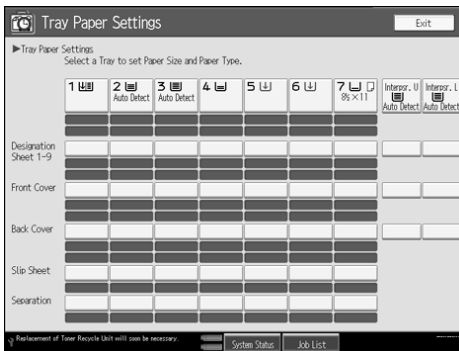 Tray Paper Settings
Exit
▶Tray Paper Settings
Select a Tray to set Paper Size and Paper Type.
1
2
Auto Detect
3
Auto Detect
4
5
6
7
8½×11
Interpsr. U
Auto Detect
Interpsr. L
Auto Detect
Designation
Sheet 1-9
Front Cover
Back Cover
Slip Sheet
Separation
Replacement of Toner Recycle Unit will soon be necessary.
System Status
Job List